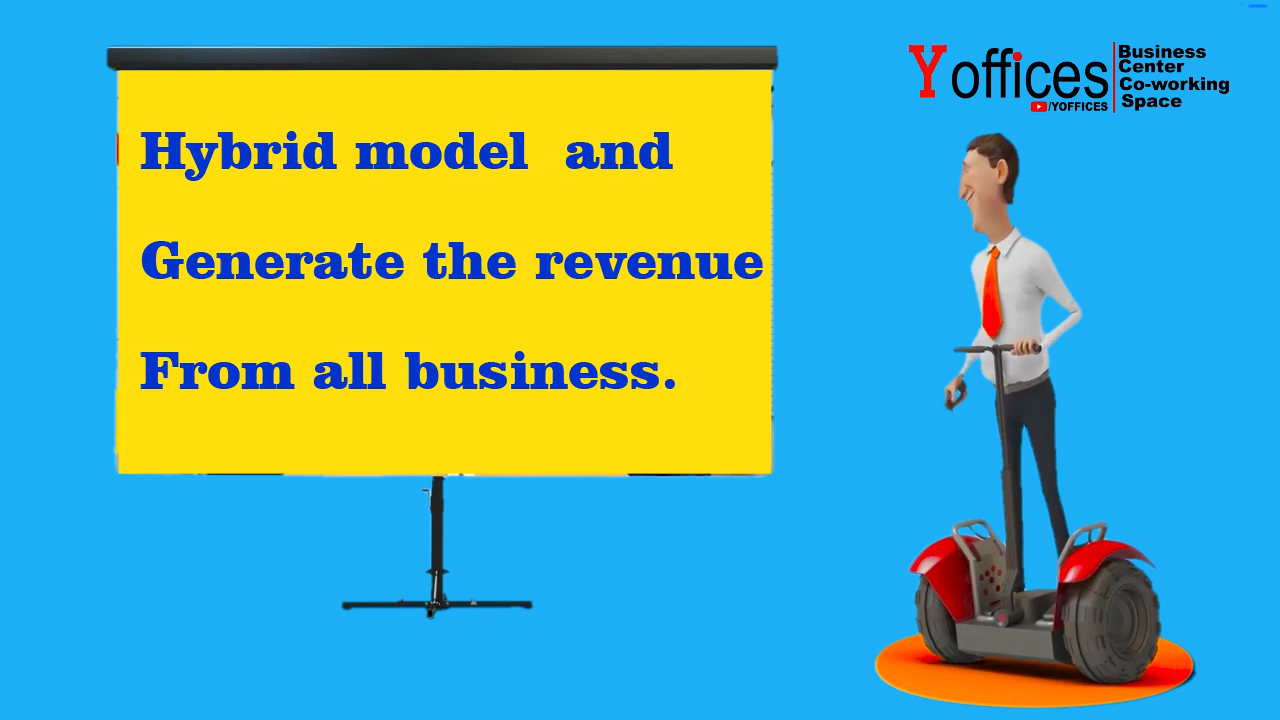 Hybrid model  and
Generate the revenue
From all business.
Yoffices
/YOFFICES
Business
Center
Co-working
Space